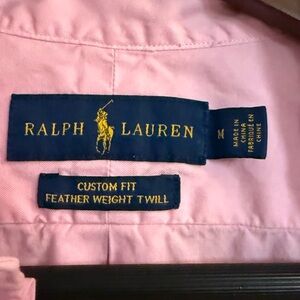 RALPH LAUREN
M
MADE IN
CHINA
FABRIQUÉ EN
CHINE
CUSTOM FIT
FEATHER WEIGHT TWILL